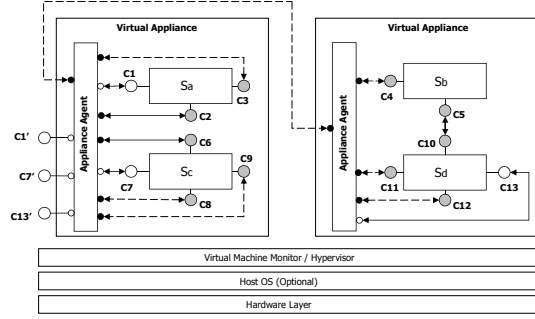 Virtual Appliance
Virtual Appliance
Appliance Agent
C1
Sa
C3
C2
C6
C9
Sc
C7
C8
C1'
C7'
C13'
Appliance Agent
C4
Sb
C5
C10
Sd
C11
C13
C12
Virtual Machine Monitor / Hypervisor
Host OS (Optional)
Hardware Layer